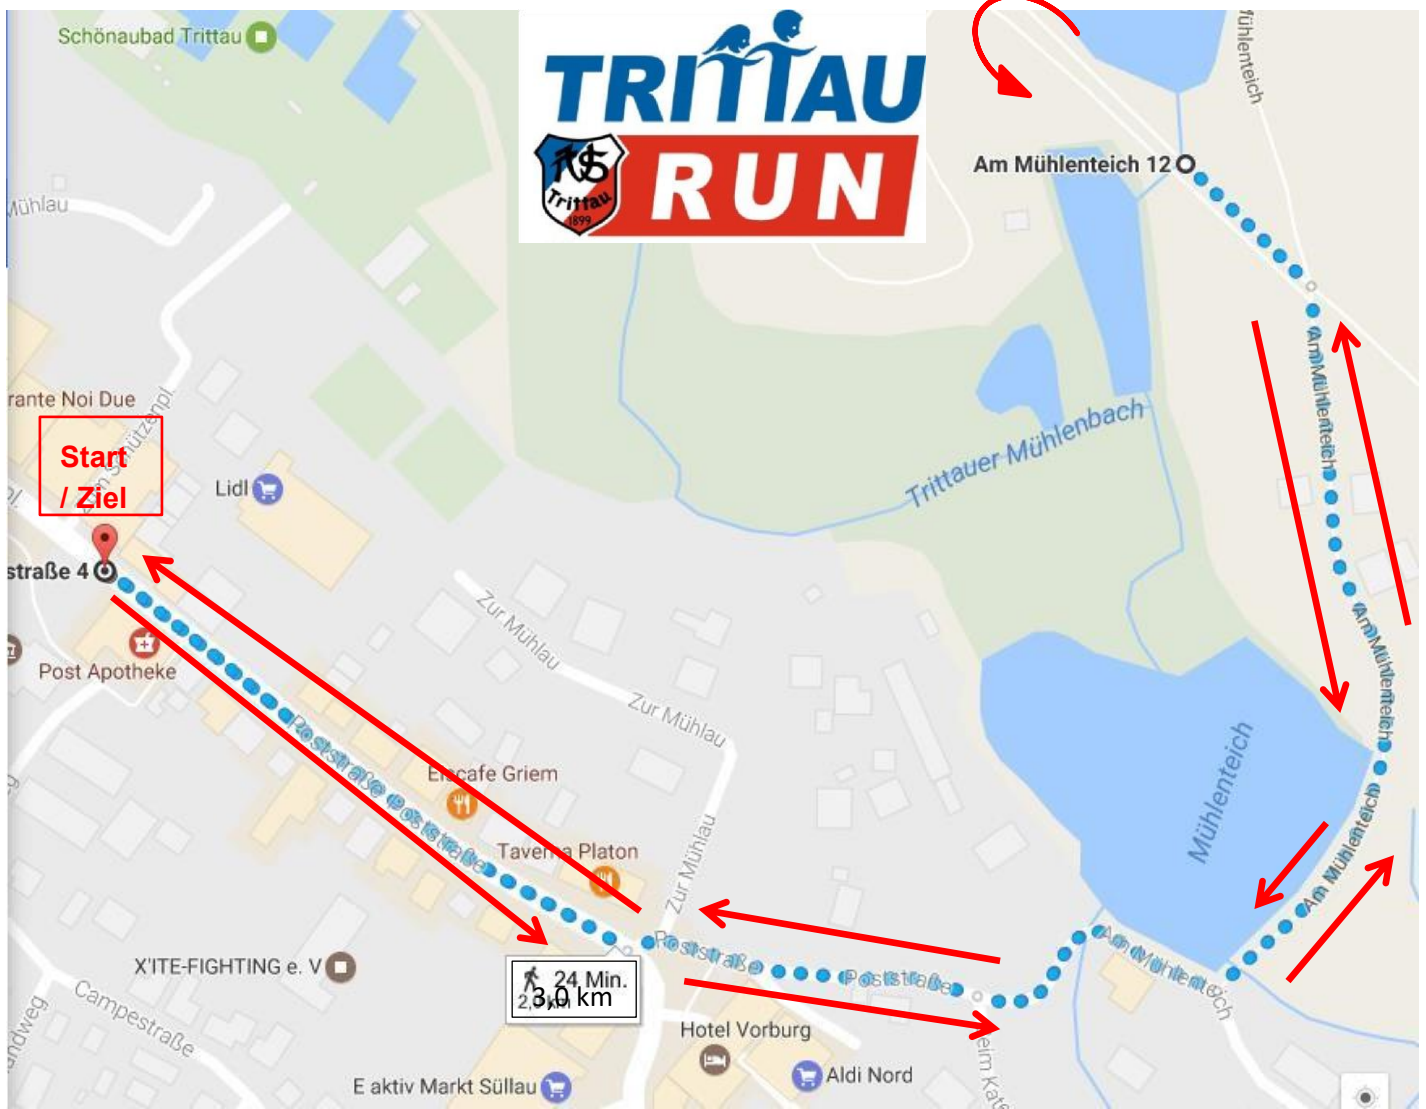 Schönaubad Trittau
TRITTAU
RUN
Trittau
1899
Am Mühlenteich 12
Mühlau
rante Noi Due
Start
/ Ziel
Lidl
Trittauer Mühlenbach
Am Mühlenteich
straße 4
Post Apotheke
Zur Mühlau
Zur Mühlau
Am Mühlenteich
Poststraße Poststraße
Eiscafe Griem
Taverna Platon
Zur Mühlau
Mühlenteich
Am Mühlenteich
X'ITE-FIGHTING e. V
24 Min.
3,0 km
Poststraße
Poststraße
Am Mühlenteich
Campestraße
Hotel Vorburg
E aktiv Markt Süllau
Aldi Nord